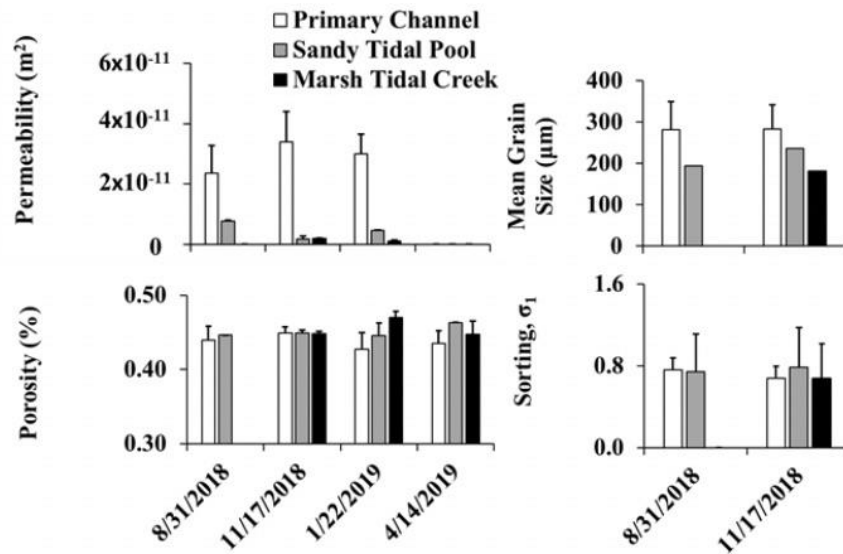 Primary Channel
Sandy Tidal Pool
Marsh Tidal Creek
Permeability (m²)
6x10⁻¹¹
4x10⁻¹¹
2x10⁻¹¹
0
Mean Grain
Size (µm)
400
300
200
100
0
Porosity (%)
0.50
0.40
0.30
8/31/2018
11/17/2018
1/22/2019
4/14/2019
Sorting, σ₁
1.6
0.8
0.0
8/31/2018
11/17/2018